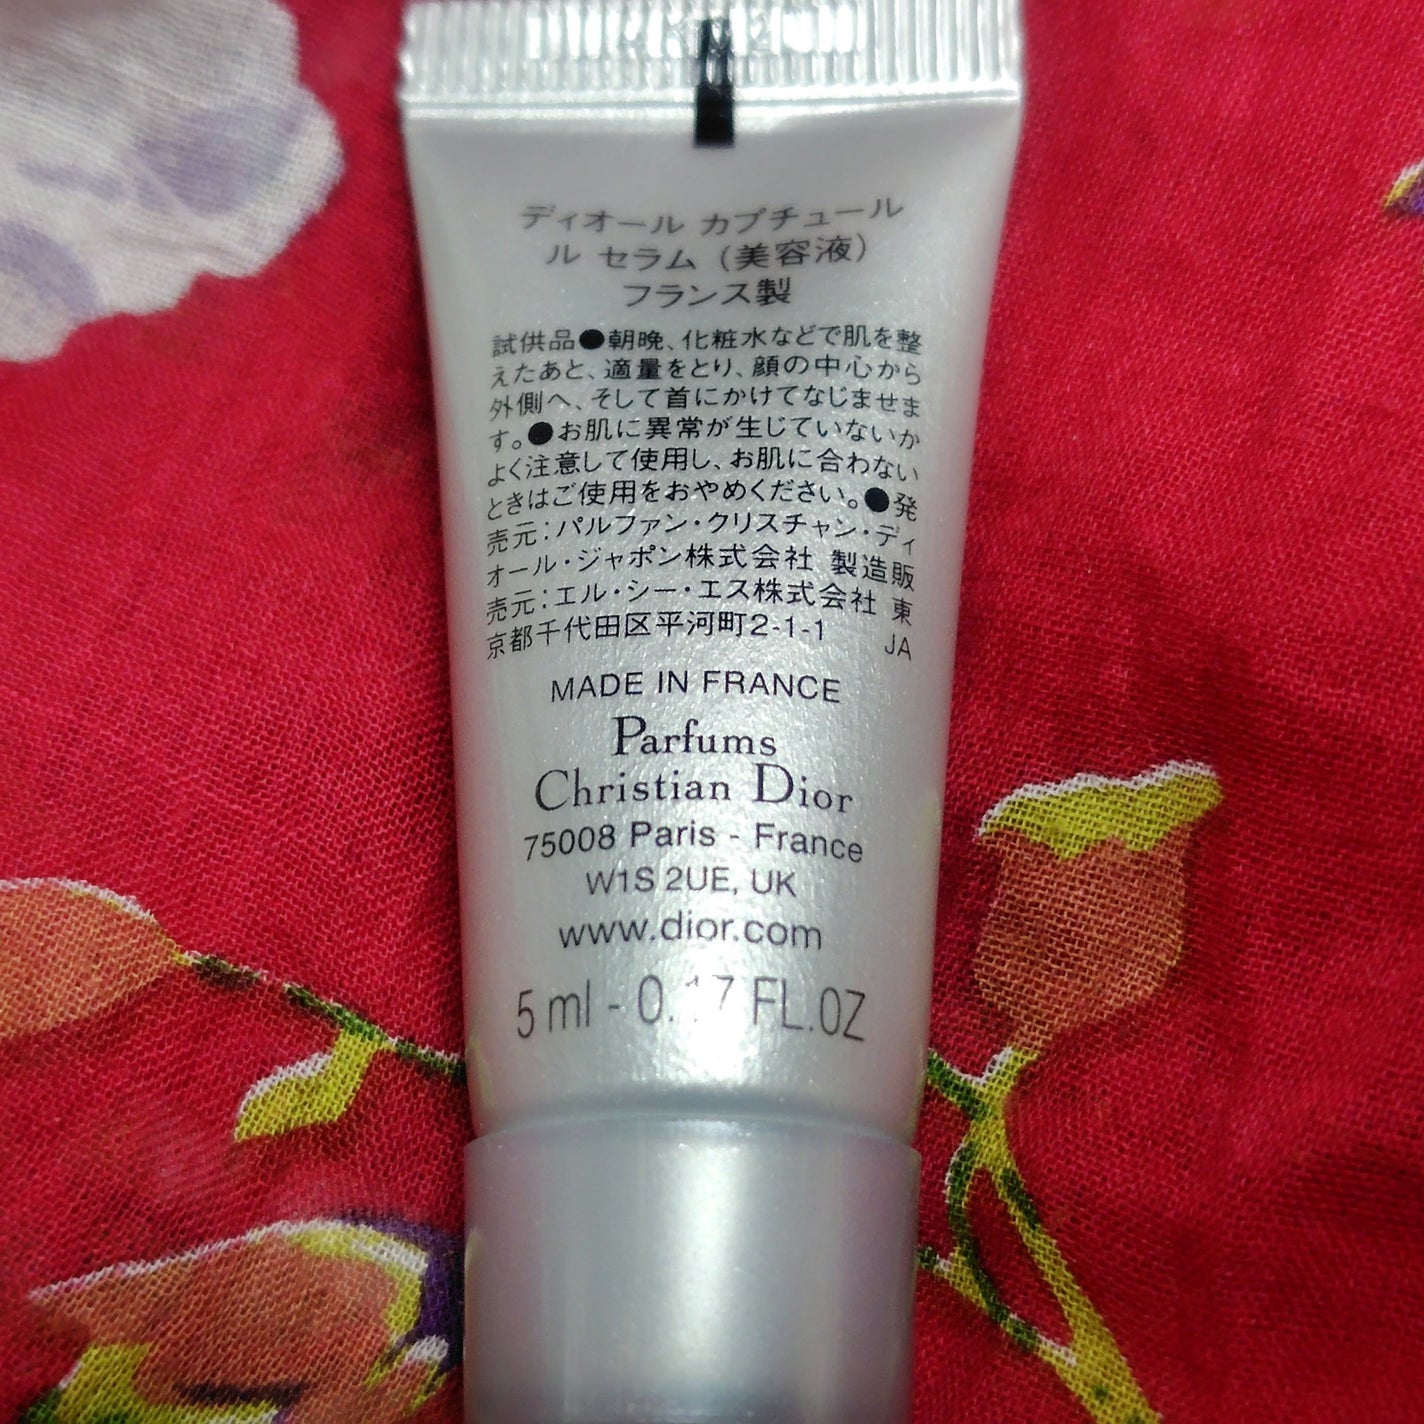 ディオール カプチュール
ル セラム（美容液）
フランス製
試供品●朝晩、化粧水などで肌を整
えたあと、適量をとり、顔の中心から
外側へ、そして首にかけてなじませま
す。●お肌に異常が生じていないか
よく注意して使用し、お肌に合わない
ときはご使用をおやめください。●発
売元：パルファン・クリスチャン・ディ
オール・ジャポン株式会社 製造販
売元：エル・シー・エス株式会社 東
京都千代田区平河町2-1-1 JA
MADE IN FRANCE
Parfums
Christian Dior
75008 Paris - France
W1S 2UE, UK
www.dior.com
5 ml - 0.17 FL.OZ